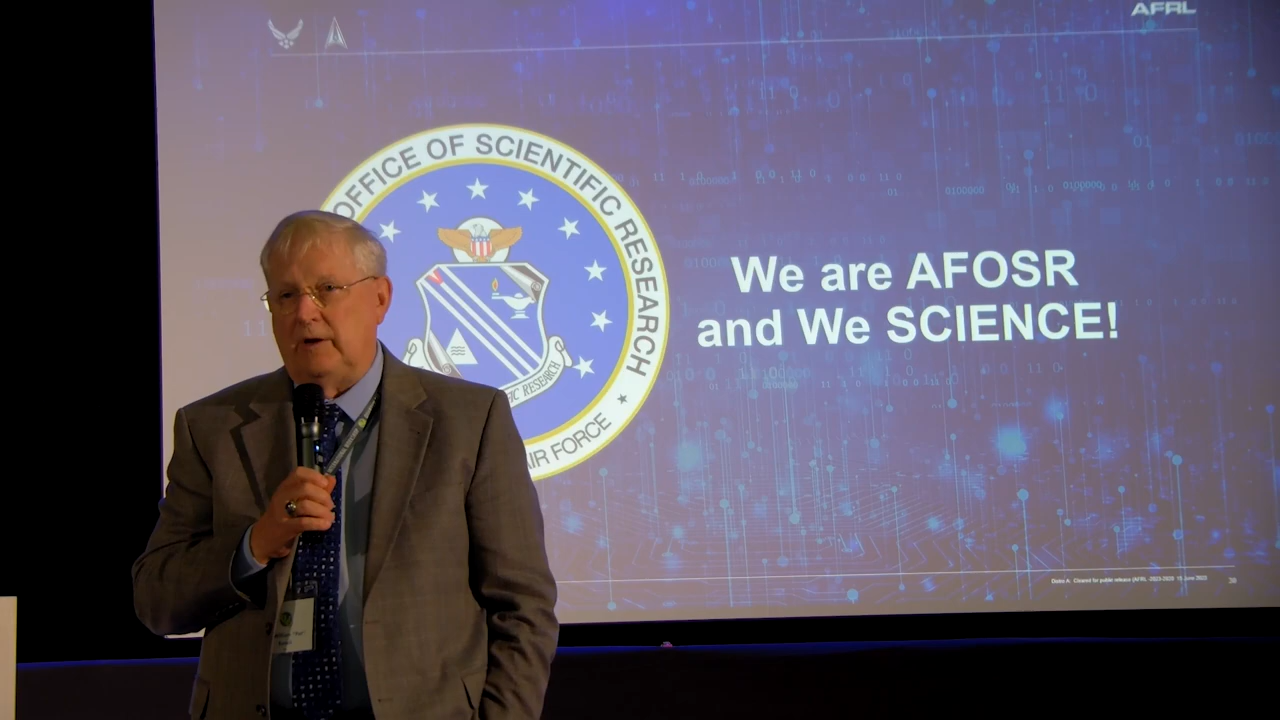 AFRL
OFFICE OF SCIENTIFIC RESEARCH
AIR FORCE
We are AFOSR
and We SCIENCE!